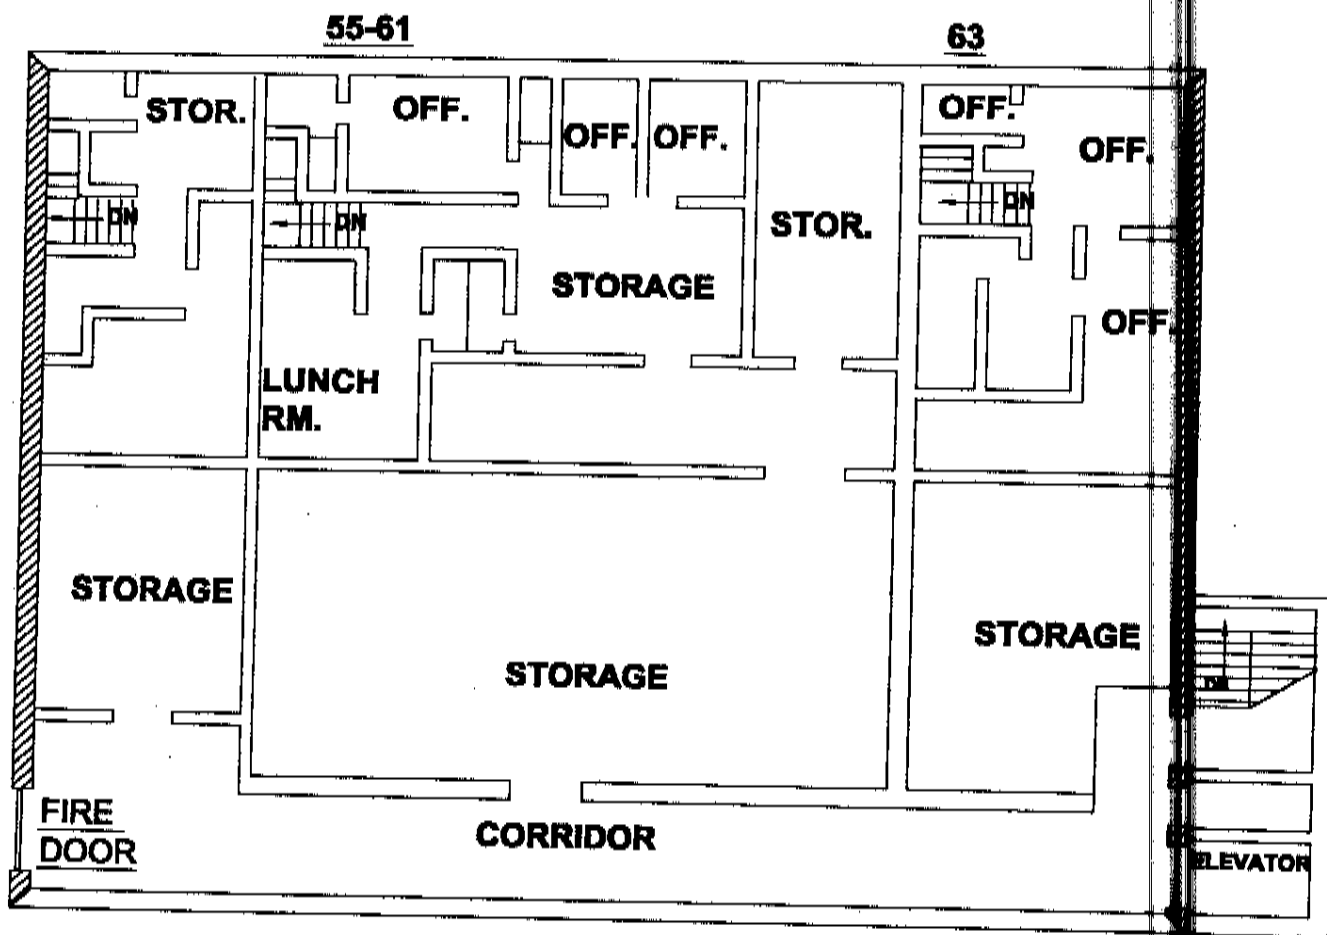 55-61
63
STOR.
OFF.
OFF.
OFF.
OFF.
OFF.
DN
DN
DN
STOR.
STORAGE
OFF.
LUNCH
RM.
STORAGE
STORAGE
STORAGE
DN
FIRE
DOOR
CORRIDOR
ELEVATOR